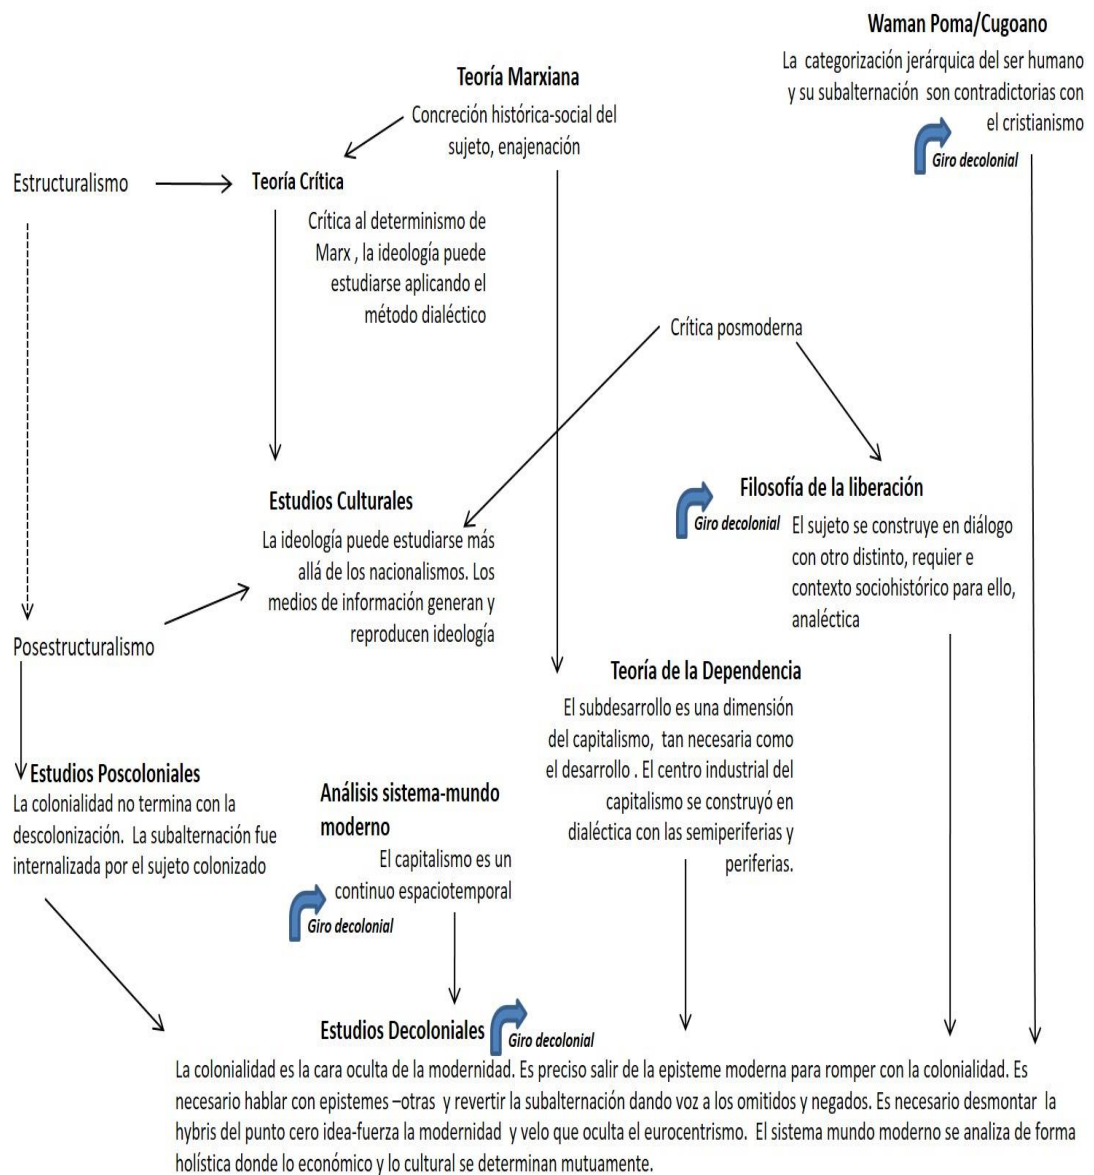 Waman Poma/Cugoano
La categorización jerárquica del ser humano
y su subalternación son contradictorias con
el cristianismo
Giro decolonial
Teoría Marxiana
Concreción histórica-social del
sujeto, enajenación
Estructuralismo
Teoría Crítica
Crítica al determinismo de
Marx , la ideología puede
estudiarse aplicando el
método dialéctico
Crítica posmoderna
Estudios Culturales
La ideología puede estudiarse más
allá de los nacionalismos. Los
medios de información generan y
reproducen ideología
Filosofía de la liberación
Giro decolonial
El sujeto se construye en diálogo
con otro distinto, requier e
contexto sociohistórico para ello,
analéctica
Posestructuralismo
Teoría de la Dependencia
El subdesarrollo es una dimensión
del capitalismo, tan necesaria como
el desarrollo . El centro industrial del
capitalismo se construyó en
dialéctica con las semiperiferias y
periferias.
Estudios Poscoloniales
La colonialidad no termina con la
descolonización. La subalternación fue
internalizada por el sujeto colonizado
Análisis sistema-mundo
moderno
El capitalismo es un
continuo espaciotemporal
Giro decolonial
Estudios Decoloniales
Giro decolonial
La colonialidad es la cara oculta de la modernidad. Es preciso salir de la episteme moderna para romper con la colonialidad. Es
necesario hablar con epistemes –otras y revertir la subalternación dando voz a los omitidos y negados. Es necesario desmontar la
hybris del punto cero idea-fuerza la modernidad y velo que oculta el eurocentrismo. El sistema mundo moderno se analiza de forma
holística donde lo económico y lo cultural se determinan mutuamente.